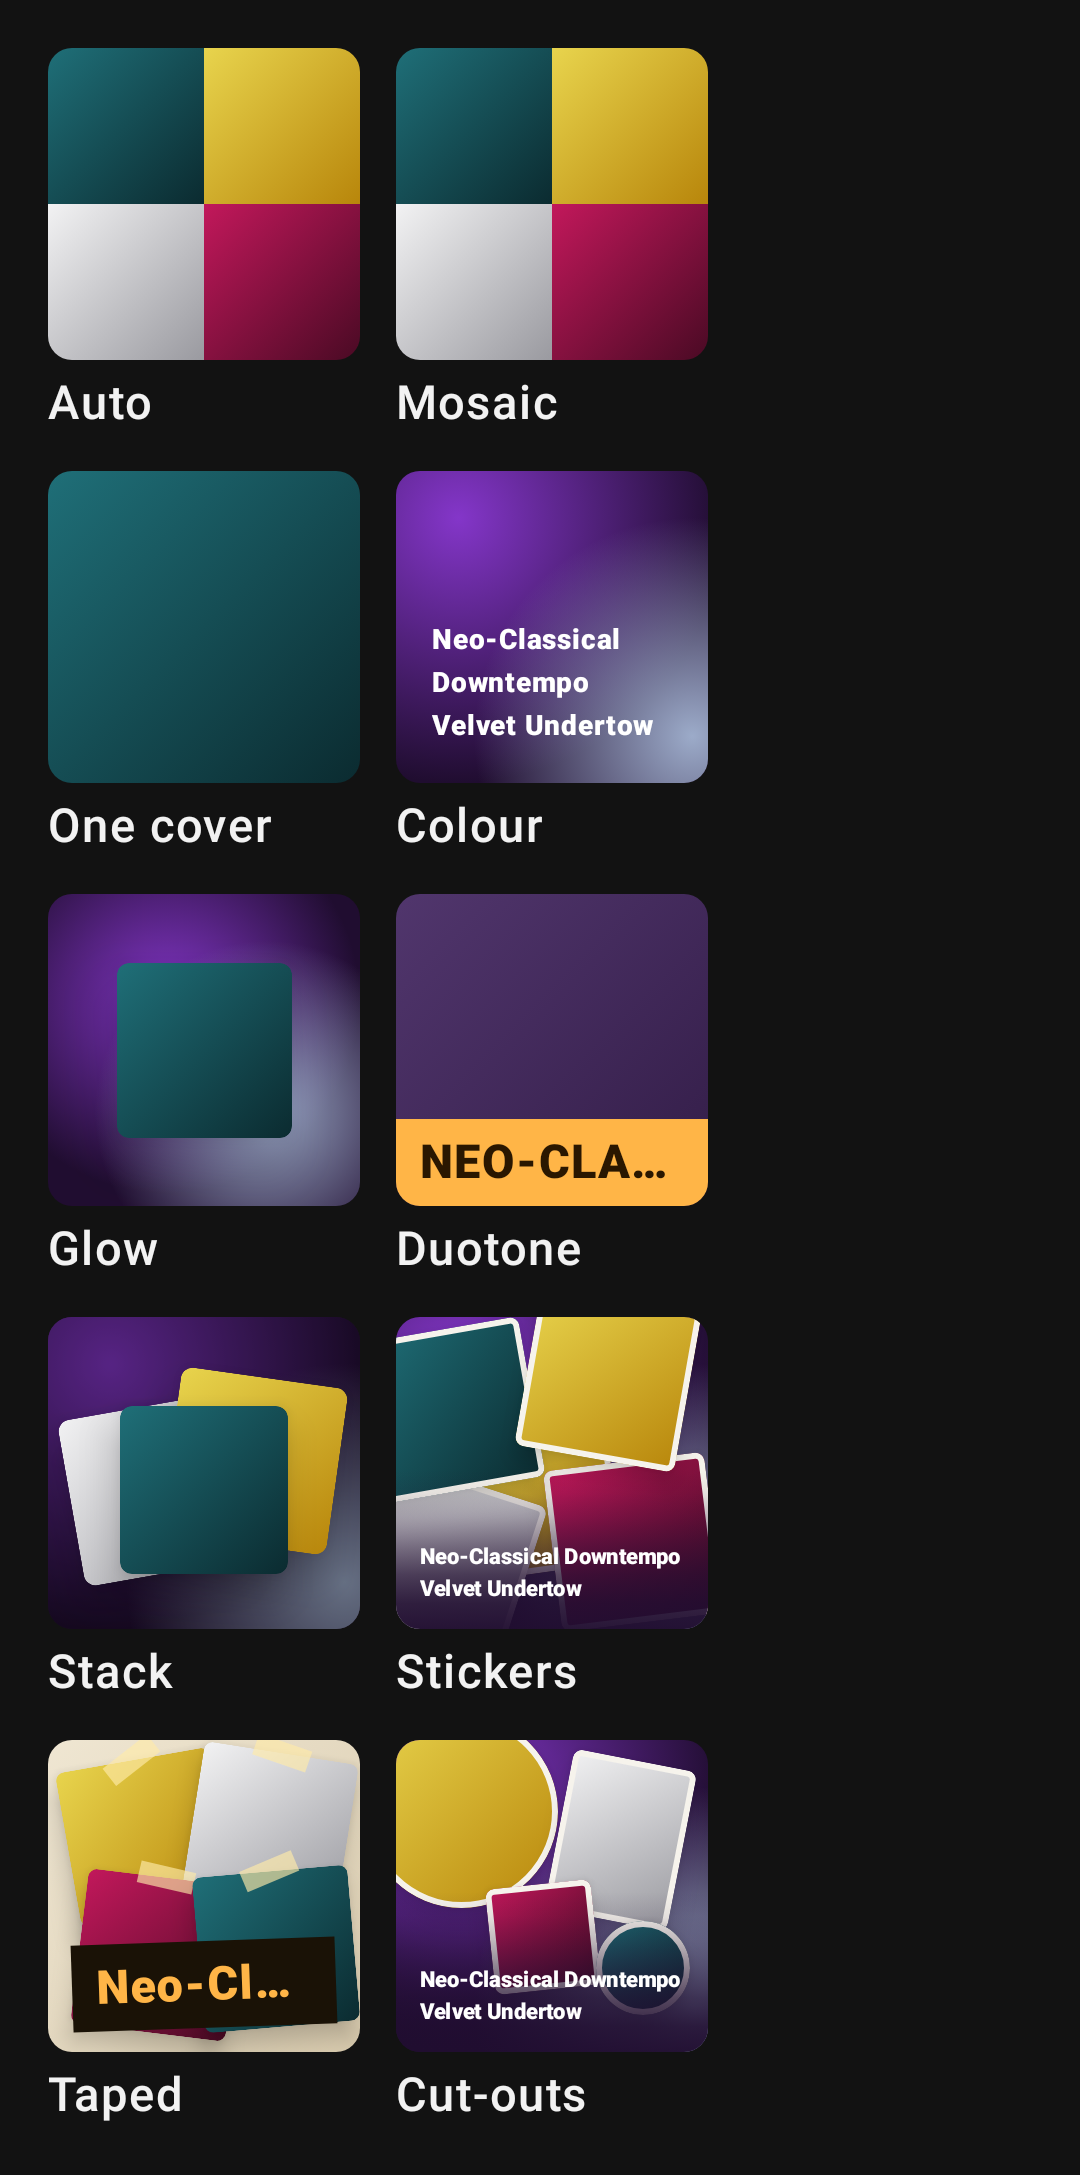 Auto
Mosaic
Neo-Classical
Downtempo
Velvet Undertow
One cover
Colour
NEO-CLA...
Glow
Duotone
Neo-Classical Downtempo
Velvet Undertow
Stack
Stickers
Neo-Cl...
Neo-Classical Downtempo
Velvet Undertow
Taped
Cut-outs